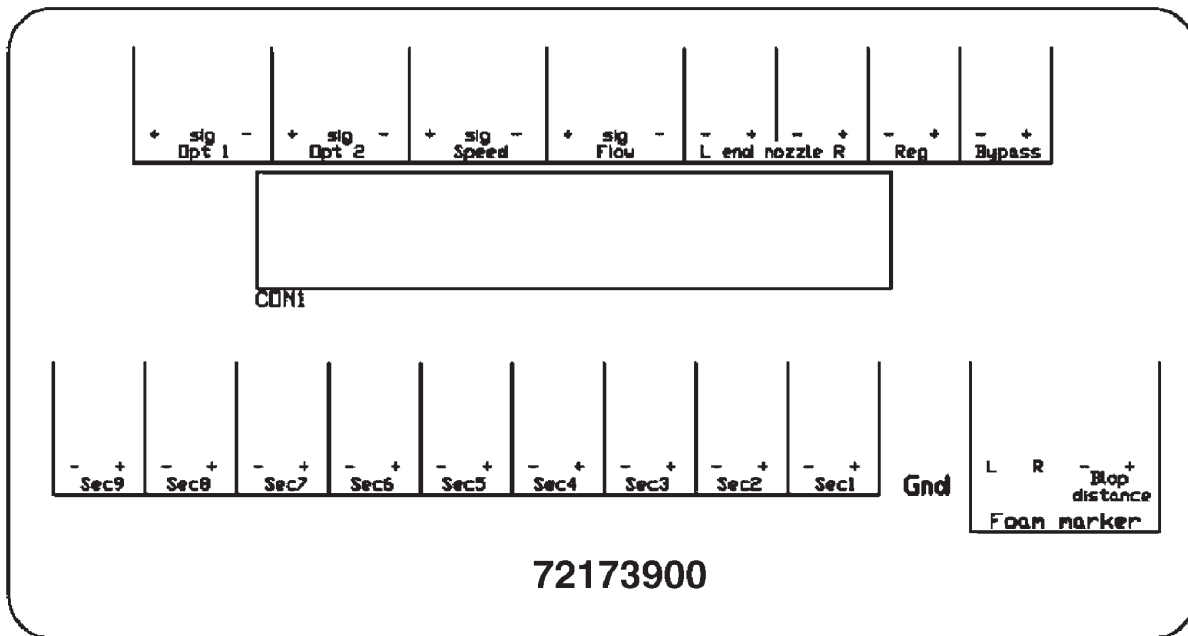 + sig - + sig - + sig - + sig - - + - + - + - +
Opt 1 Opt 2 Speed Flow L end nozzle R Reg Bypass
CON1
- + - + - + - + - + - + - + - + - +
Sec9 Sec8 Sec7 Sec6 Sec5 Sec4 Sec3 Sec2 Sec1
Gnd
L R - +
Blop
distance
Foam marker
72173900